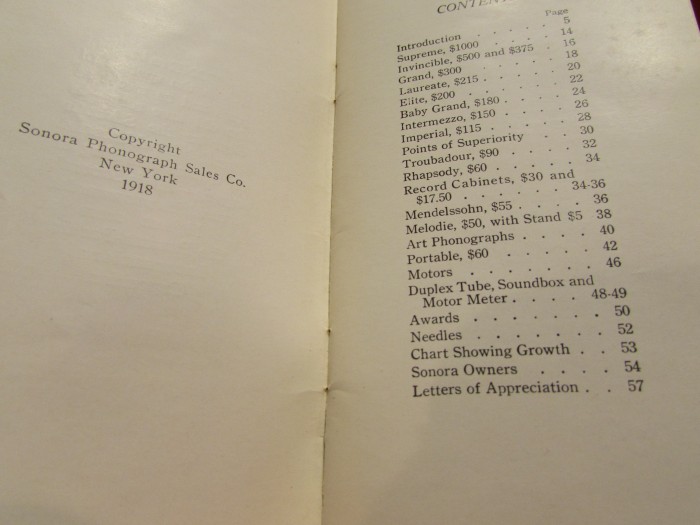 Copyright
Sonora Phonograph Sales Co.
New York
1918
CONTENTS
Page
Introduction . . . . . 5
Supreme, $1000 . . . . 14
Invincible, $500 and $375 . 16
Grand, $300 . . . . . 18
Laureate, $215 . . . . . 20
Elite, $200 . . . . . 22
Baby Grand, $180 . . . . 24
Intermezzo, $150 . . . . 26
Imperial, $115 . . . . . 28
Points of Superiority . . 30
Troubadour, $90 . . . . 32
Rhapsody, $60 . . . . . 34
Record Cabinets, $30 and
$17.50 . . . . . . 34-36
Mendelssohn, $55 . . . . 36
Melodie, $50, with Stand $5 38
Art Phonographs . . . . 40
Portable, $60 . . . . . 42
Motors . . . . . . . 46
Duplex Tube, Soundbox and
Motor Meter . . . . 48-49
Awards . . . . . . . 50
Needles . . . . . . . 52
Chart Showing Growth . . 53
Sonora Owners . . . . 54
Letters of Appreciation . . 57